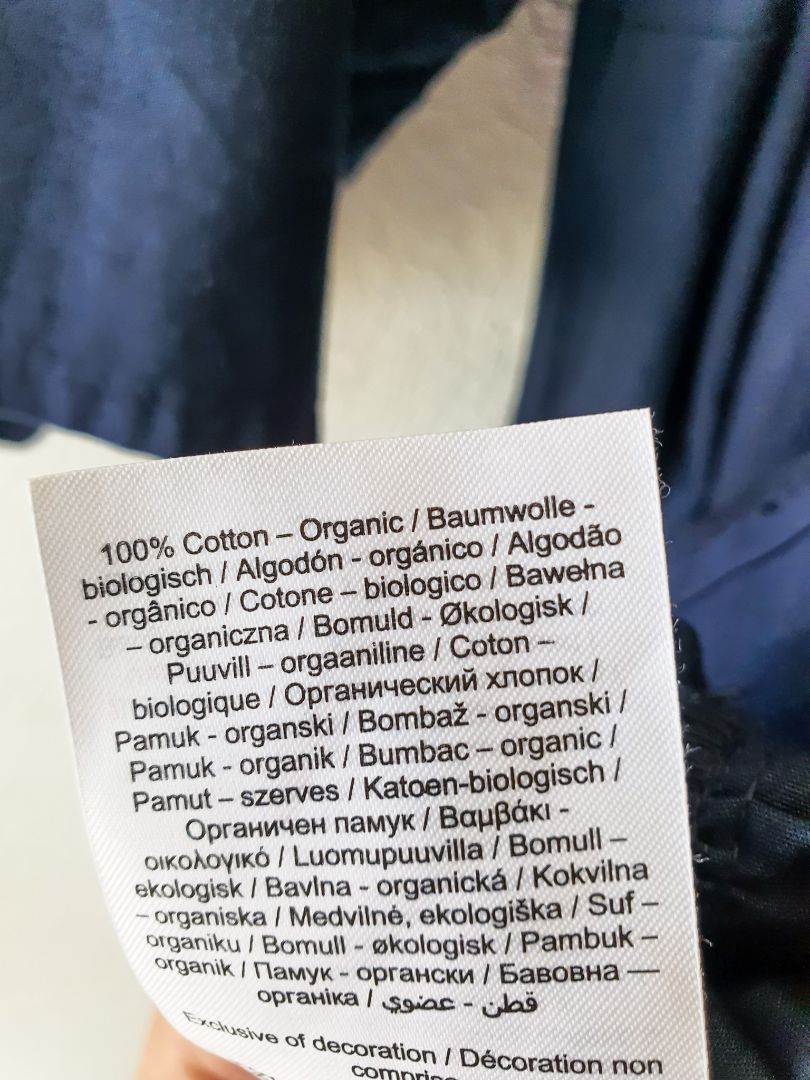 100% Cotton – Organic / Baumwolle -
biologisch / Algodón - orgánico / Algodão
- orgânico / Cotone – biologico / Bawełna
– organiczna / Bomuld - Økologisk /
Puuvill – orgaaniline / Coton –
biologique / Органический хлопок /
Pamuk - organski / Bombaž - organski /
Pamuk - organik / Bumbac – organic /
Pamut – szerves / Katoen-biologisch /
Органичен памук / Βαμβάκι -
οικολογικό / Luomupuuvilla / Bomull –
ekologisk / Bavlna - organická / Kokvilna
– organiska / Medvilnė, ekologiška / Suf –
organiku / Bomull - økologisk / Pambuk –
organik / Памук - органски / Бавовна —
органіка / قطن - عضوي
Exclusive of decoration / Décoration non